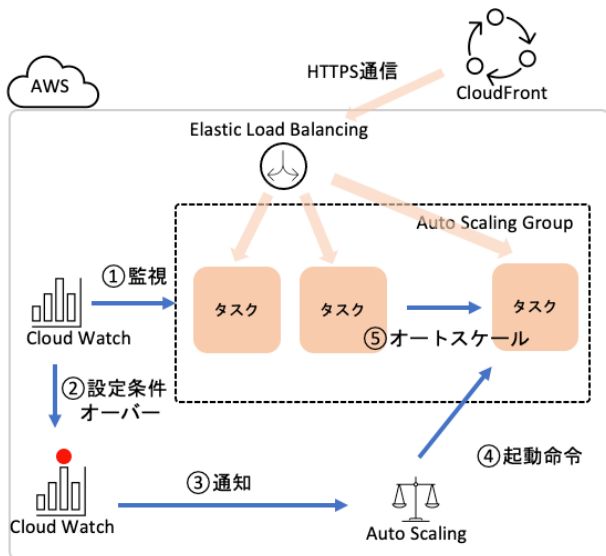 AWS
HTTPS通信
CloudFront
Elastic Load Balancing
Auto Scaling Group
①監視
タスク
タスク
タスク
Cloud Watch
⑤オートスケール
②設定条件
オーバー
③通知
④起動命令
Cloud Watch
Auto Scaling